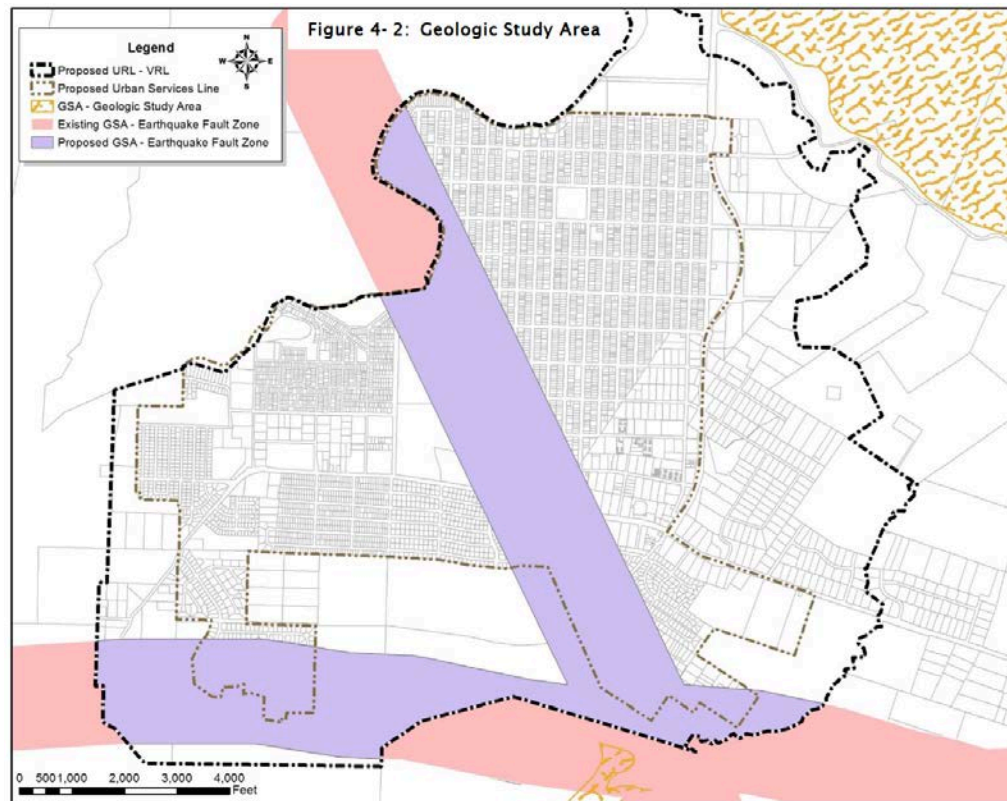 Figure 4- 2: Geologic Study Area
Legend
N
W
E
S
Proposed URL - VRL
Proposed Urban Services Line
GSA - Geologic Study Area
Existing GSA - Earthquake Fault Zone
Proposed GSA - Earthquake Fault Zone
0 5001,000 2,000 3,000 4,000
Feet